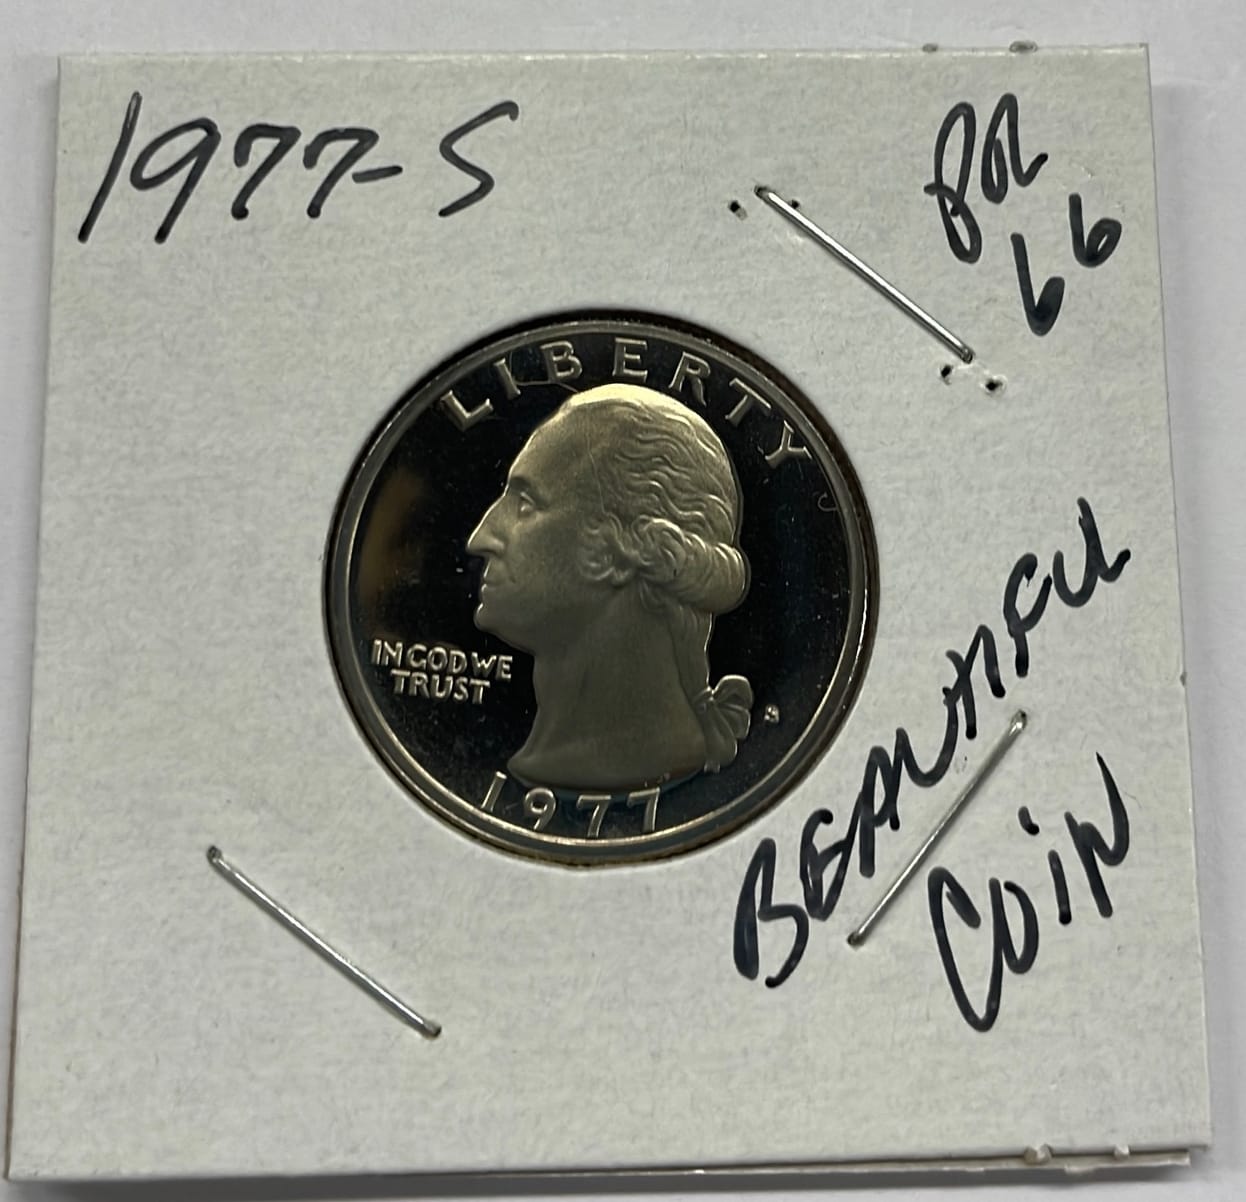 1977-S
PR
66
LIBERTY
IN GOD WE
TRUST
S
1977
BEAUTIFUL
COIN